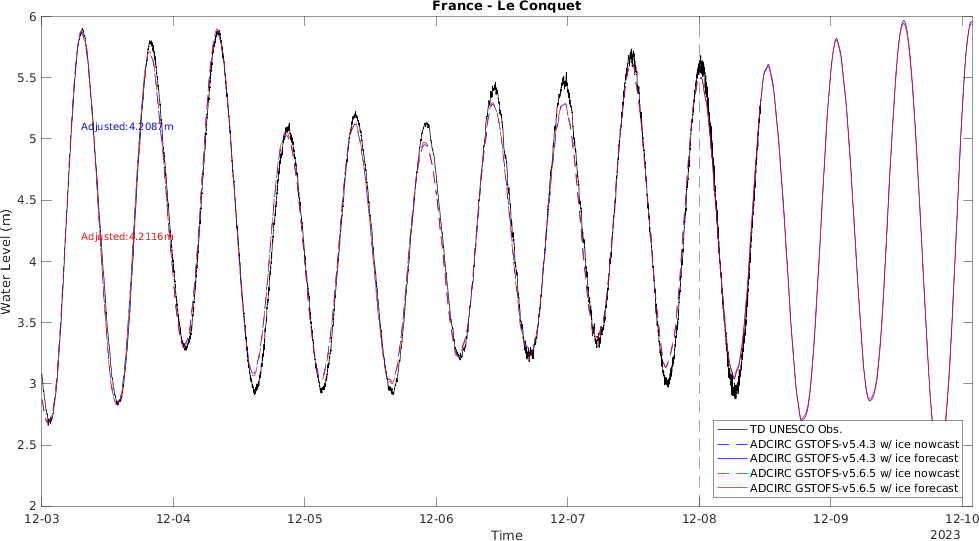 France - Le Conquet
6
5.5
5
4.5
4
3.5
3
2.5
2
Water Level (m)
Adjusted:4.2087m
Adjusted:4.2116m
TD UNESCO Obs.
ADCIRC GSTOFS-v5.4.3 w/ ice nowcast
ADCIRC GSTOFS-v5.4.3 w/ ice forecast
ADCIRC GSTOFS-v5.6.5 w/ ice nowcast
ADCIRC GSTOFS-v5.6.5 w/ ice forecast
12-03 12-04 12-05 12-06 12-07 12-08 12-09 12-10
Time
2023